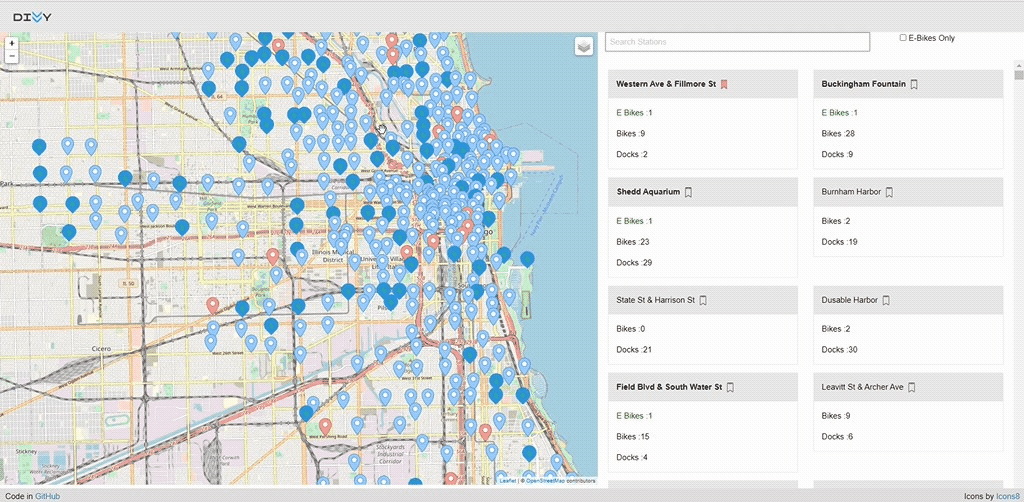 DIVVY
+
−
Search Stations
E-Bikes Only
Western Ave & Fillmore St
E Bikes :1
Bikes :9
Docks :2
Buckingham Fountain
E Bikes :1
Bikes :28
Docks :9
Shedd Aquarium
E Bikes :1
Bikes :23
Docks :29
Burnham Harbor
Bikes :2
Docks :19
State St & Harrison St
Bikes :0
Docks :21
Dusable Harbor
Bikes :2
Docks :30
Field Blvd & South Water St
E Bikes :1
Bikes :15
Docks :4
Leavitt St & Archer Ave
Bikes :9
Docks :6
Park
IL 50
Illinois Medical
District
Cicero
Stickney
Stockyards
Industrial
Corridor
Leaflet | © OpenStreetMap contributors
Code in GitHub
Icons by Icons8